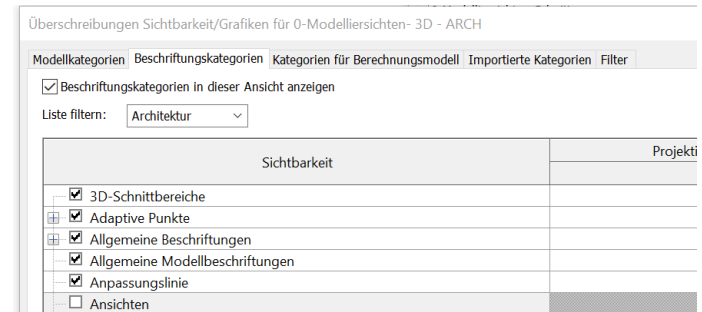 Überschreibungen Sichtbarkeit/Grafiken für 0-Modelliersichten- 3D - ARCH
Modellkategorien Beschriftungskategorien Kategorien für Berechnungsmodell Importierte Kategorien Filter
Beschriftungskategorien in dieser Ansicht anzeigen
Liste filtern: Architektur
Sichtbarkeit
Projekti
3D-Schnittbereiche
Adaptive Punkte
Allgemeine Beschriftungen
Allgemeine Modellbeschriftungen
Anpassungslinie
Ansichten